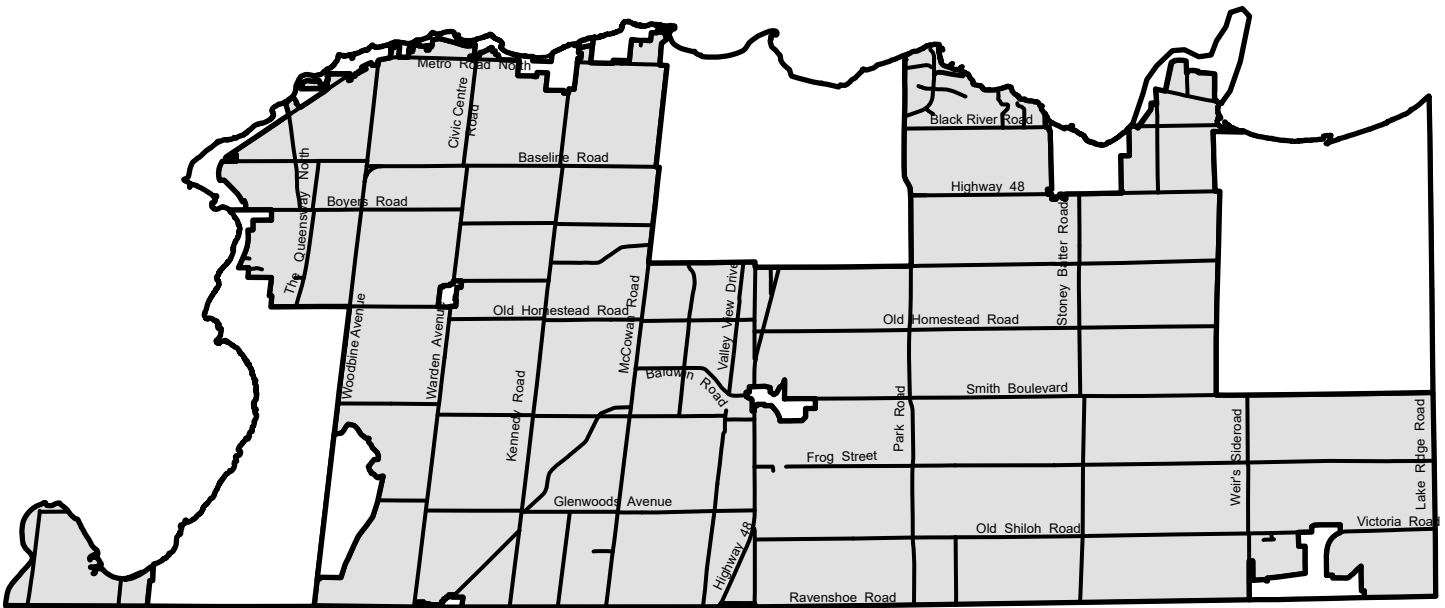 Metro Road North
Civic Centre
Road
Black River Road
Baseline Road
Highway 48
The Queensway North
Boyers Road
Stoney Batter Road
Valley View Drive
McCowan Road
Woodbine Avenue
Warden Avenue
Old Homestead Road
Old Homestead Road
Baldwin Road
Smith Boulevard
Kennedy Road
Park Road
Weir's Sideroad
Lake Ridge Road
Frog Street
Glenwoods Avenue
Highway 48
Old Shiloh Road
Victoria Road
Ravenshoe Road